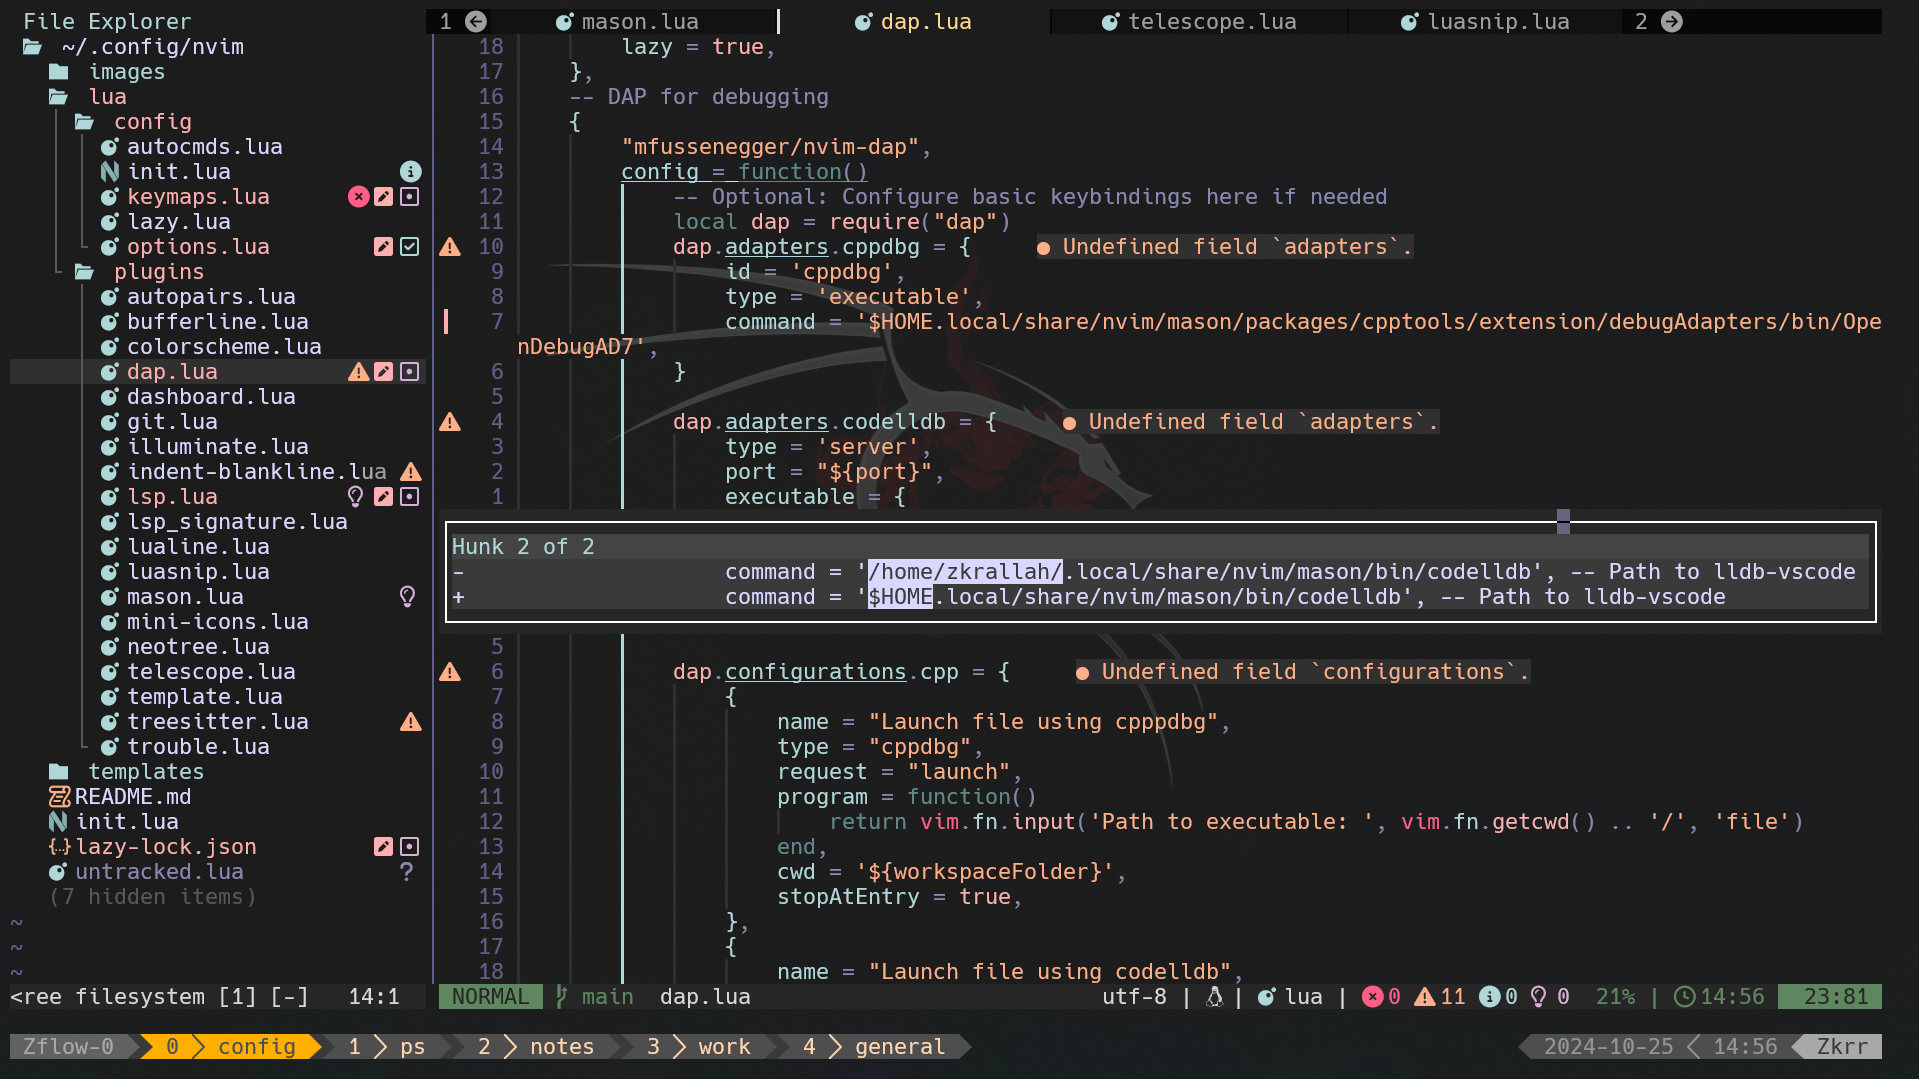 File Explorer
~/.config/nvim
images
lua
config
autocmds.lua
init.lua
keymaps.lua
lazy.lua
options.lua
plugins
autopairs.lua
bufferline.lua
colorscheme.lua
dap.lua
dashboard.lua
git.lua
illuminate.lua
indent-blankline.lua
lsp.lua
lsp_signature.lua
lualine.lua
luasnip.lua
mason.lua
mini-icons.lua
neotree.lua
telescope.lua
template.lua
treesitter.lua
trouble.lua
templates
README.md
init.lua
lazy-lock.json
untracked.lua ?
(7 hidden items)
~
~
~
<ree filesystem [1] [-] 14:1
1 mason.lua dap.lua telescope.lua luasnip.lua 2
18 lazy = true,
17 },
16 -- DAP for debugging
15 {
14 "mfussenegger/nvim-dap",
13 config = function()
12 -- Optional: Configure basic keybindings here if needed
11 local dap = require("dap")
10 dap.adapters.cppdbg = { ● Undefined field `adapters`.
9 id = 'cppdbg',
8 type = 'executable',
7 command = '$HOME.local/share/nvim/mason/packages/cpptools/extension/debugAdapters/bin/Ope
nDebugAD7',
6 }
5
4 dap.adapters.codelldb = { ● Undefined field `adapters`.
3 type = 'server',
2 port = "${port}",
1 executable = {
Hunk 2 of 2
- command = '/home/zkrallah/.local/share/nvim/mason/bin/codelldb', -- Path to lldb-vscode
+ command = '$HOME.local/share/nvim/mason/bin/codelldb', -- Path to lldb-vscode
5
6 dap.configurations.cpp = { ● Undefined field `configurations`.
7 {
8 name = "Launch file using cpppdbg",
9 type = "cppdbg",
10 request = "launch",
11 program = function()
12 return vim.fn.input('Path to executable: ', vim.fn.getcwd() .. '/', 'file')
13 end,
14 cwd = '${workspaceFolder}',
15 stopAtEntry = true,
16 },
17 {
18 name = "Launch file using codelldb",
NORMAL main dap.lua utf-8 | | lua | 0 11 0 0 21% | 14:56 23:81
Zflow-0 0 config 1 ps 2 notes 3 work 4 general 2024-10-25 14:56 Zkrr